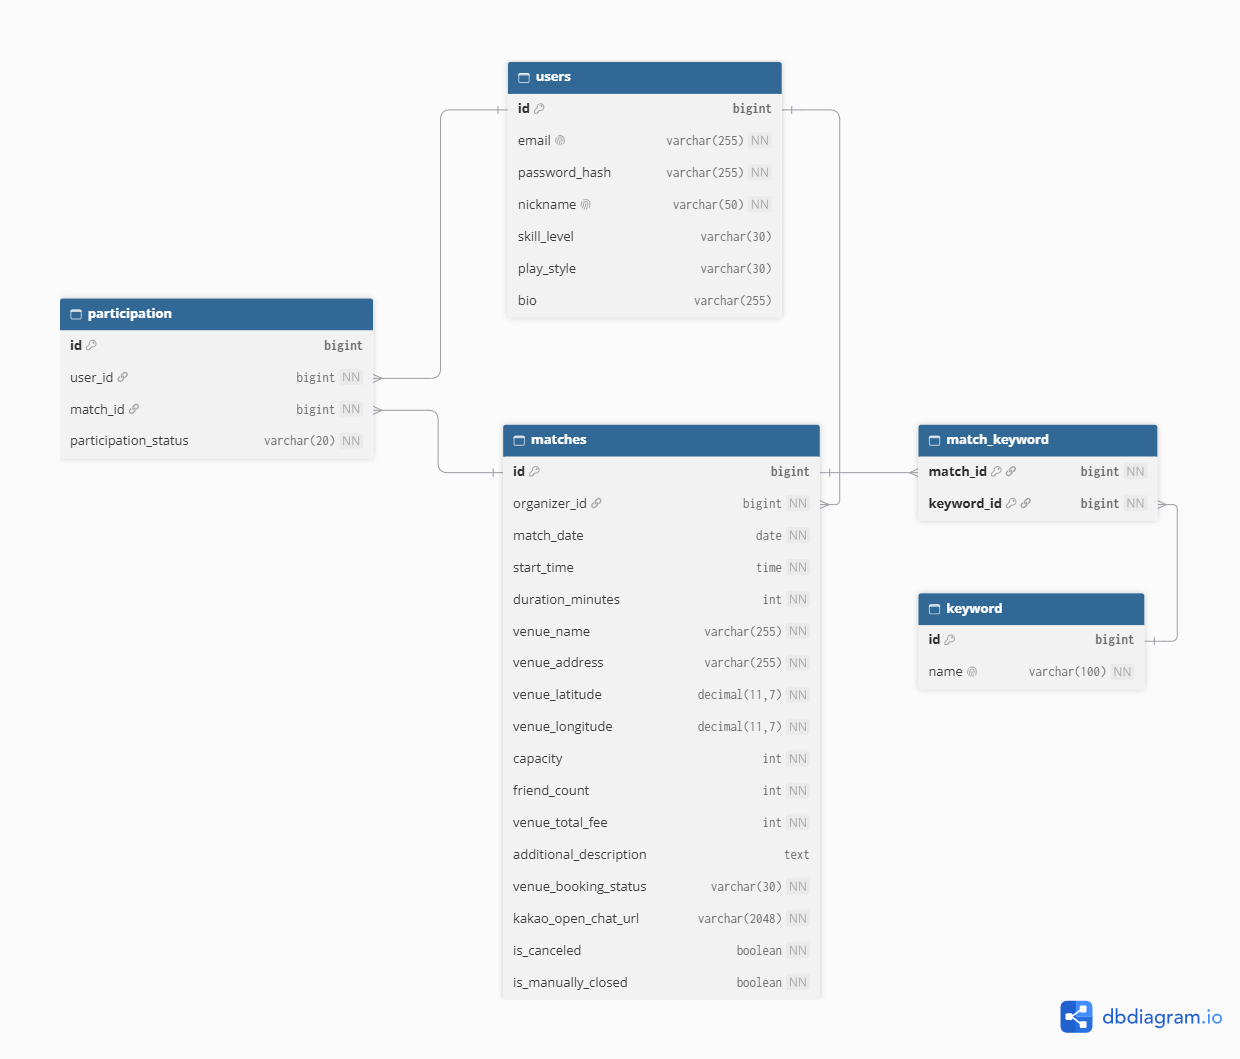 users
id bigint
email varchar(255) NN
password_hash varchar(255) NN
nickname varchar(50) NN
skill_level varchar(30)
play_style varchar(30)
bio varchar(255)
participation
id bigint
user_id bigint NN
match_id bigint NN
participation_status varchar(20) NN
matches
id bigint
organizer_id bigint NN
match_date date NN
start_time time NN
duration_minutes int NN
venue_name varchar(255) NN
venue_address varchar(255) NN
venue_latitude decimal(11,7) NN
venue_longitude decimal(11,7) NN
capacity int NN
friend_count int NN
venue_total_fee int NN
additional_description text
venue_booking_status varchar(30) NN
kakao_open_chat_url varchar(2048) NN
is_canceled boolean NN
is_manually_closed boolean NN
match_keyword
match_id bigint NN
keyword_id bigint NN
keyword
id bigint
name varchar(100) NN
dbdiagram.io